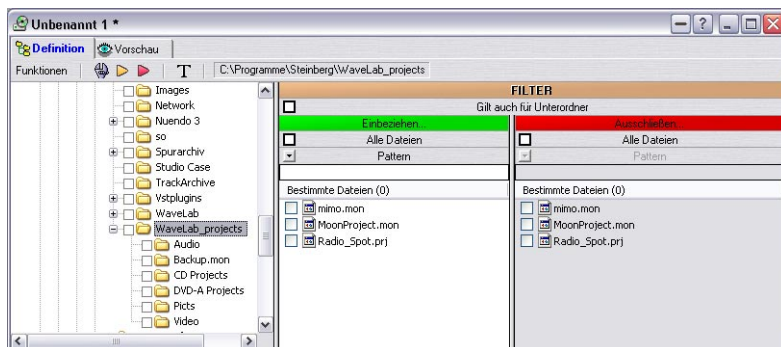 Unbenannt 1 *
Definition
Vorschau
Funktionen
T
C:\Programme\Steinberg\WaveLab_projects
Images
Network
Nuendo 3
so
Spurarchiv
Studio Case
TrackArchive
Vstplugins
WaveLab
WaveLab_projects
Audio
Backup.mon
CD Projects
DVD-A Projects
Picts
Video
FILTER
Gilt auch für Unterordner
Einbeziehen...
Alle Dateien
Pattern
Bestimmte Dateien (0)
mimo.mon
MoonProject.mon
Radio_Spot.prj
Ausschließen...
Alle Dateien
Pattern
Bestimmte Dateien (0)
mimo.mon
MoonProject.mon
Radio_Spot.prj